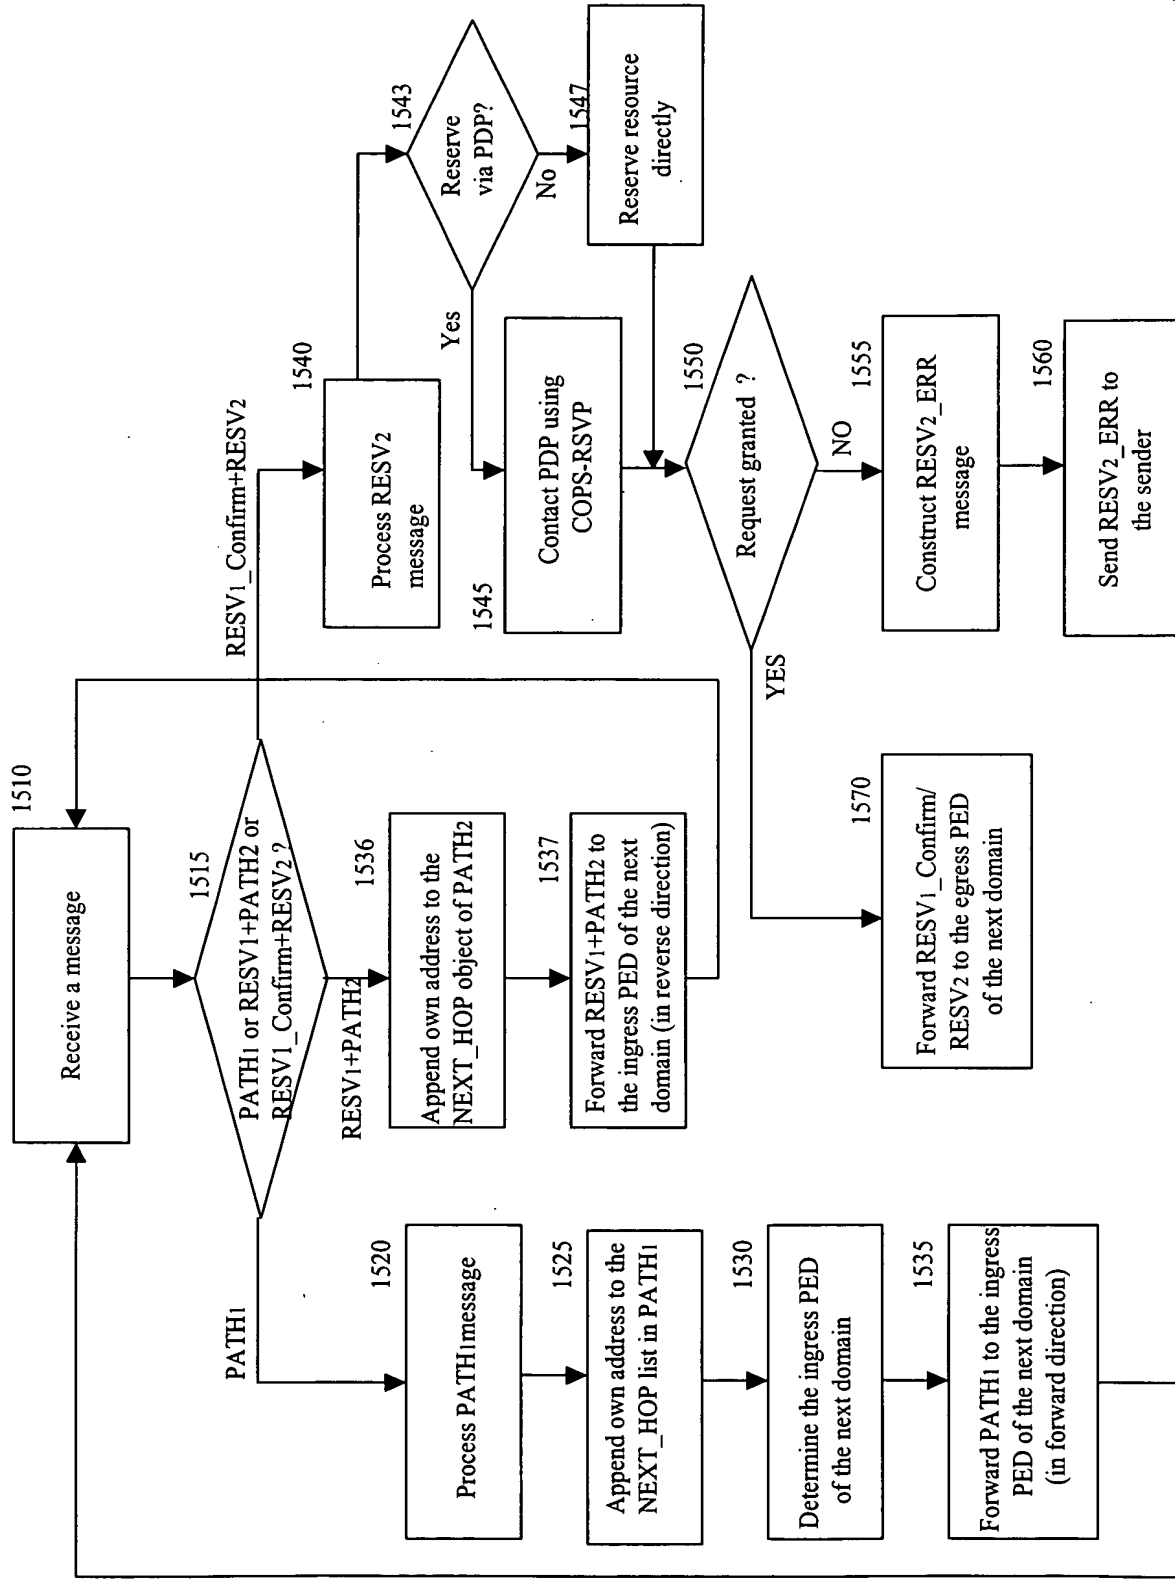 1510
Receive a message
1515
PATH1 or RESV1+PATH2 or
RESV1_Confirm+RESV2 ?
PATH1
RESV1+PATH2
RESV1_Confirm+RESV2
1520
Process PATH1message
1525
Append own address to the
NEXT_HOP list in PATH1
1530
Determine the ingress PED
of the next domain
1535
Forward PATH1 to the ingress
PED of the next domain
(in forward direction)
1536
Append own address to the
NEXT_HOP object of PATH2
1537
Forward RESV1+PATH2 to
the ingress PED of the next
domain (in reverse direction)
1540
Process RESV2
message
1543
Reserve
via PDP?
Yes
No
1545
Contact PDP using
COPS-RSVP
1547
Reserve resource
directly
1550
Request granted ?
YES
NO
1555
Construct RESV2_ERR
message
1560
Send RESV2_ERR to
the sender
1570
Forward RESV1_Confirm/
RESV2 to the egress PED
of the next domain